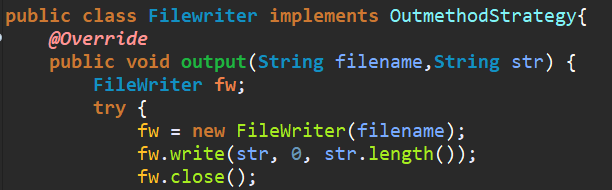 public class Filewriter implements OutmethodStrategy{
@Override
public void output(String filename,String str) {
FileWriter fw;
try {
fw = new FileWriter(filename);
fw.write(str, 0, str.length());
fw.close();